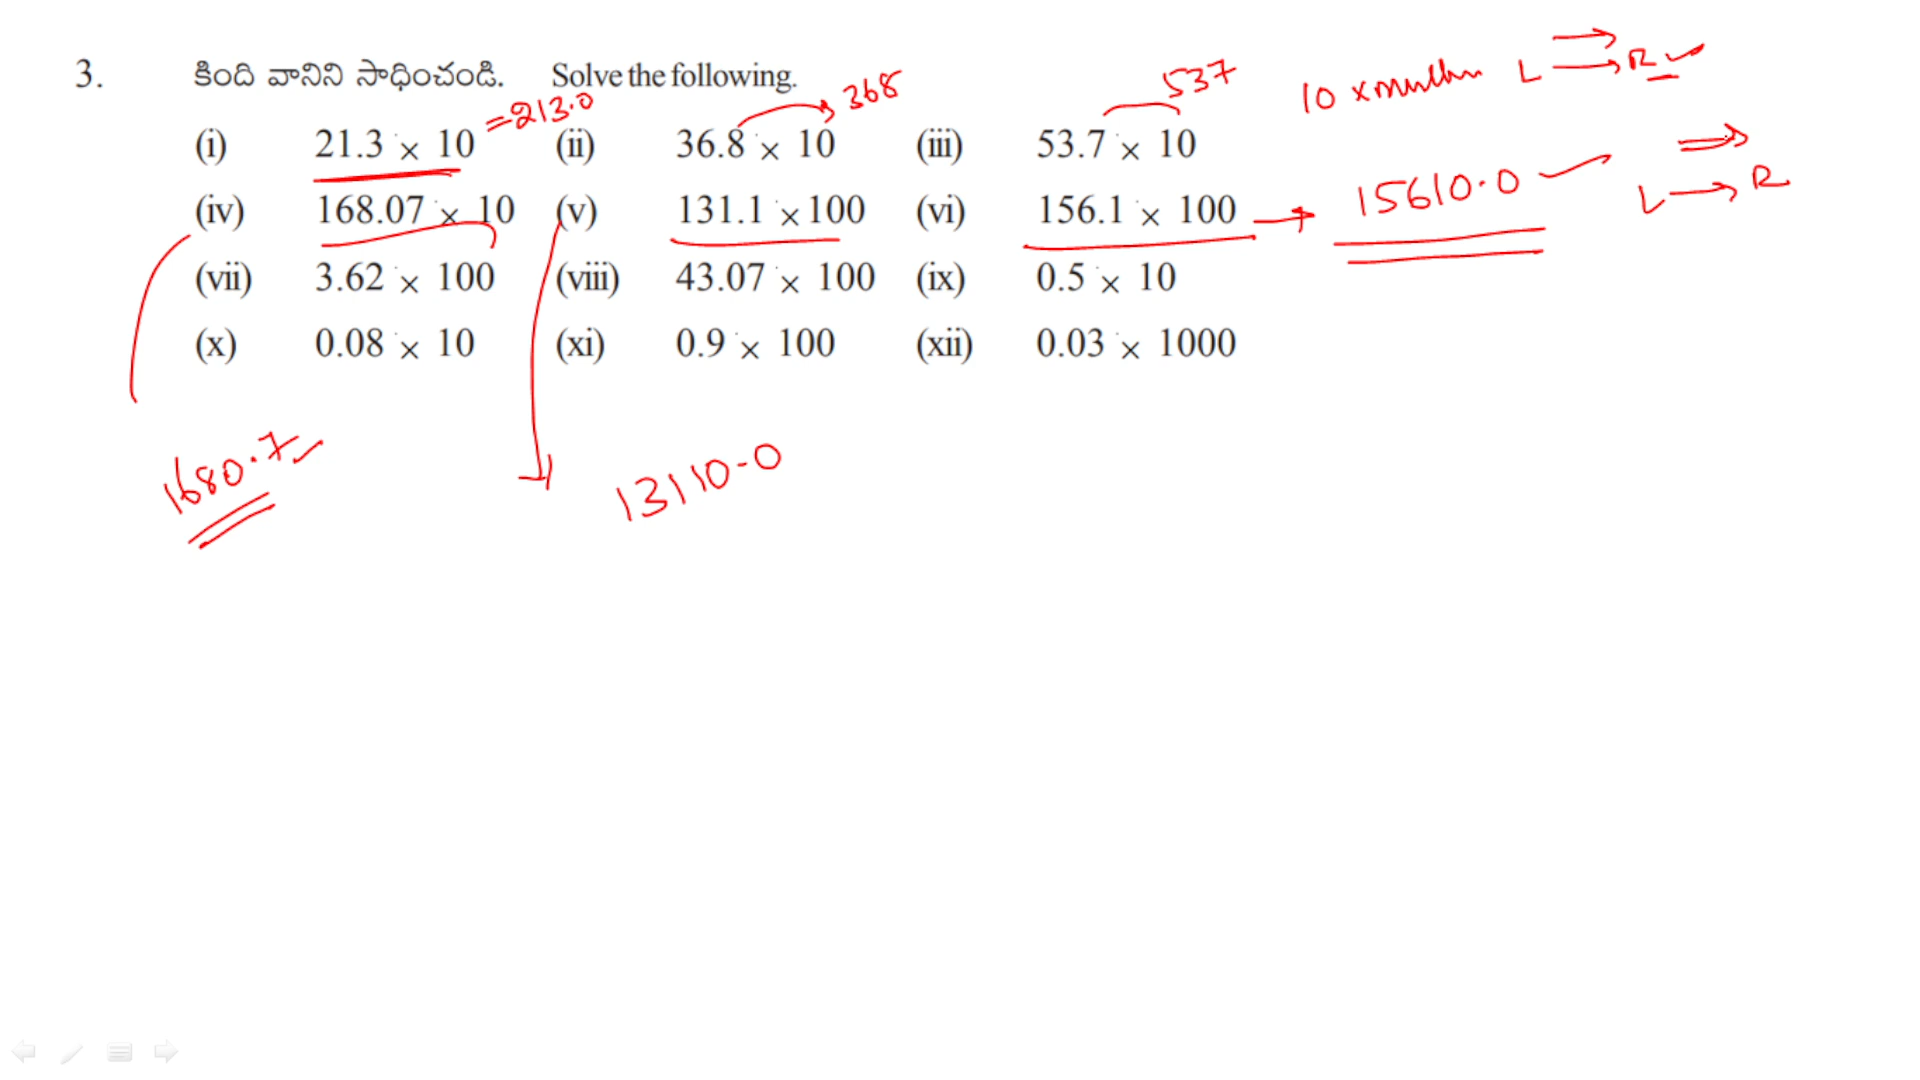 3. కింది వానిని సాధించండి. Solve the following.
=213.0 368 537 10 x L → R
(i) 21.3 × 10 (ii) 36.8 × 10 (iii) 53.7 × 10
(iv) 168.07 × 10 (v) 131.1 × 100 (vi) 156.1 × 100 → 15610.0 L → R
(vii) 3.62 × 100 (viii) 43.07 × 100 (ix) 0.5 × 10
(x) 0.08 × 10 (xi) 0.9 × 100 (xii) 0.03 × 1000
1680.7 13110.0